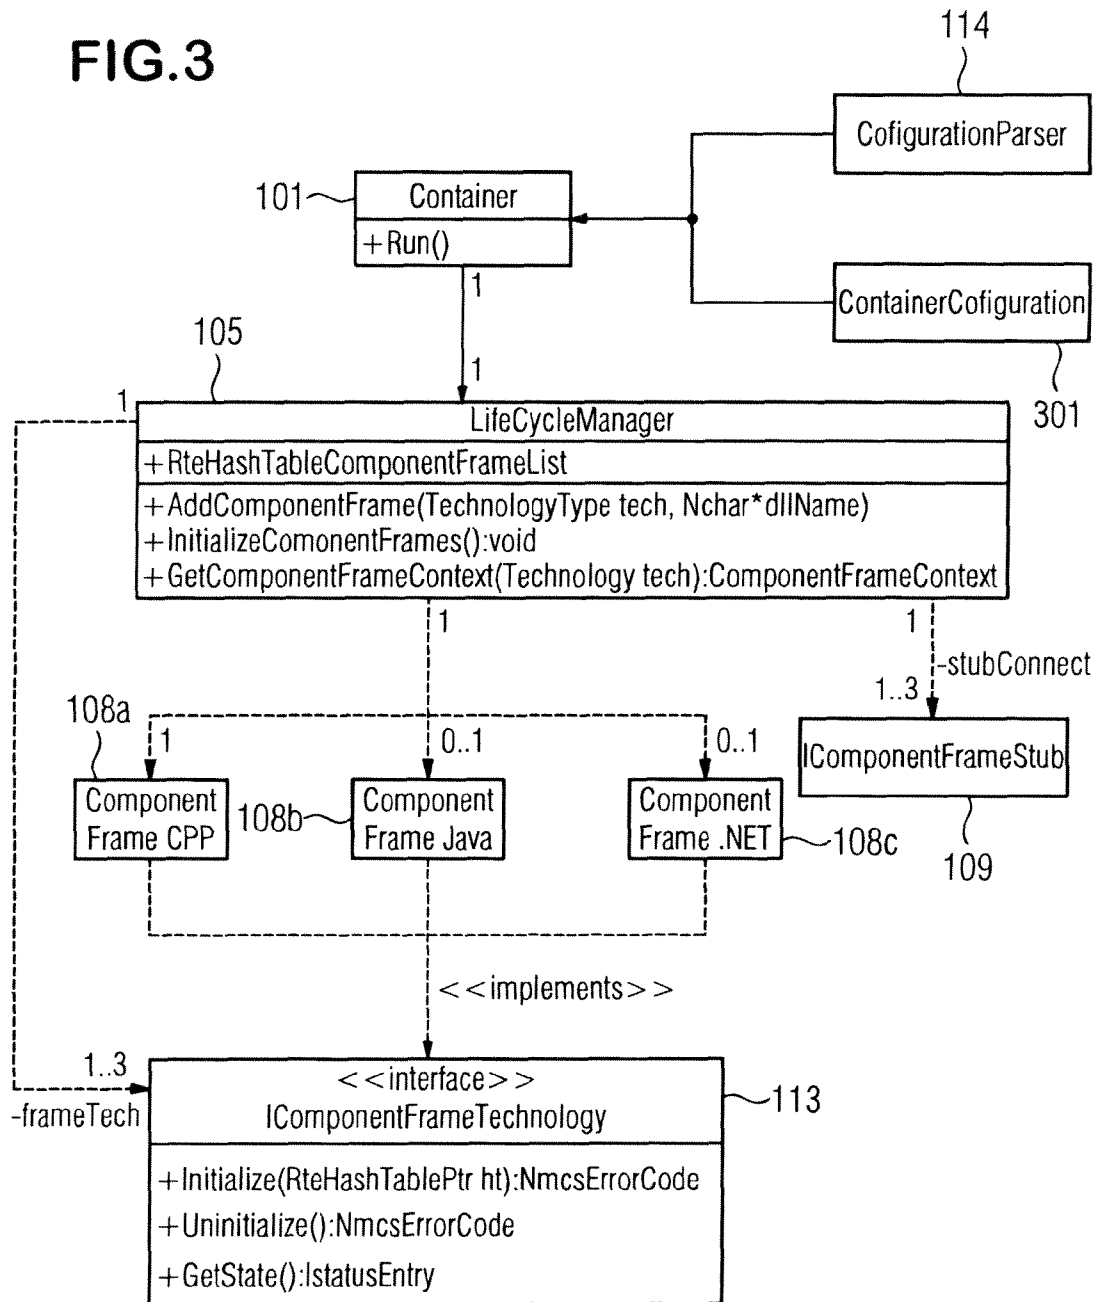 FIG.3
114
CofigurationParser
101
Container
+Run()
1
ContainerCofiguration
301
105
1
1
LifeCycleManager
+RteHashTableComponentFrameList
+AddComponentFrame(TechnologyType tech, Nchar*dllName)
+InitializeComonentFrames():void
+GetComponentFrameContext(Technology tech):ComponentFrameContext
1
1
-stubConnect
1..3
108a
1
0..1
0..1
IComponentFrameStub
109
Component
Frame CPP
108b
Component
Frame Java
Component
Frame .NET
108c
<<implements>>
1..3
-frameTech
<<interface>>
IComponentFrameTechnology
113
+Initialize(RteHashTablePtr ht):NmcsErrorCode
+Uninitialize():NmcsErrorCode
+GetState():IstatusEntry